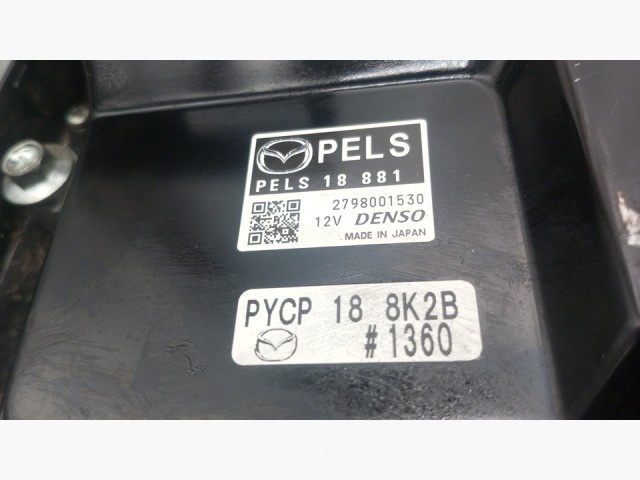 PELS
PELS 18 881
2798001530
12V DENSO
MADE IN JAPAN
PYCP 18 8K2B
#1360